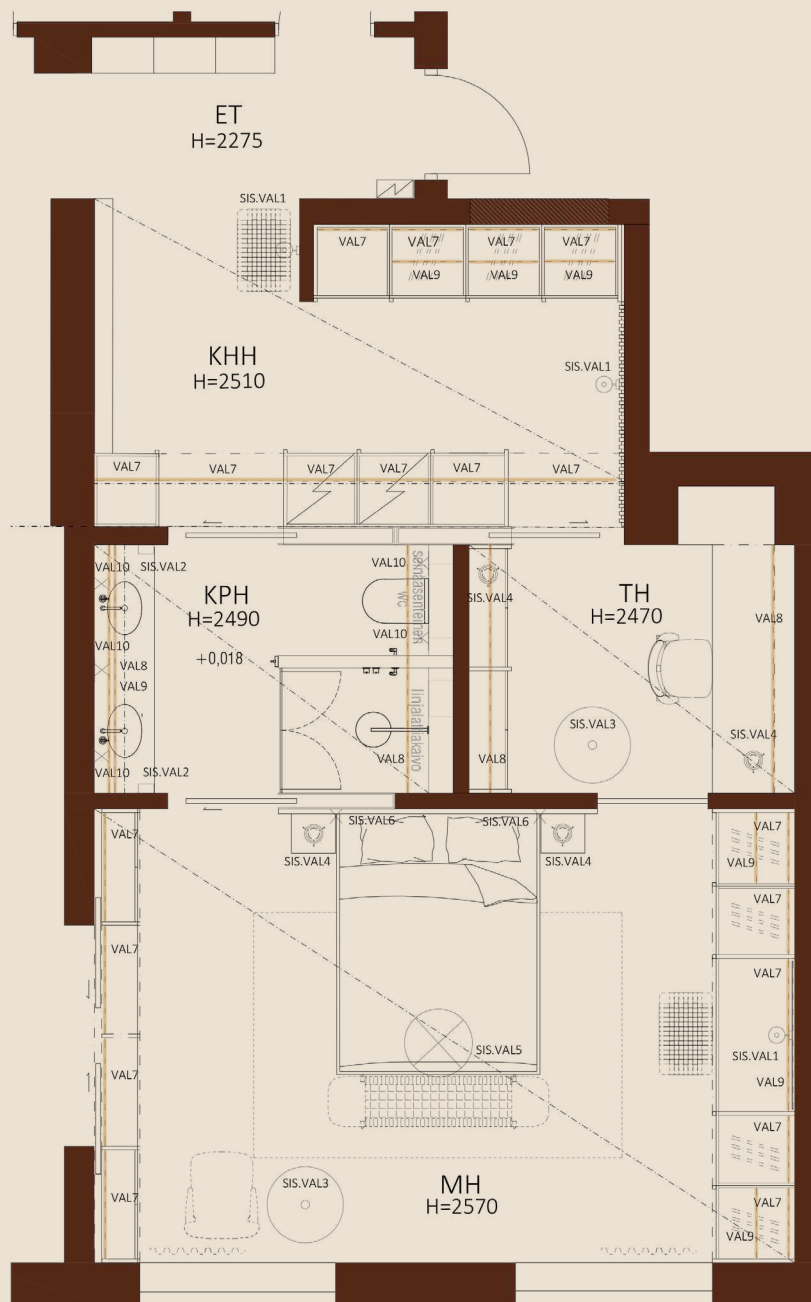 ET
H=2275
SIS.VAL1
VAL7
VAL7
VAL7
VAL7
VAL9
VAL9
VAL9
KHH
H=2510
SIS.VAL1
VAL7
VAL7
VAL7
VAL7
VAL7
VAL7
VAL10
SIS.VAL2
KPH
H=2490
+0,018
VAL10
VAL10
wc
SIS.VAL4
TH
H=2470
VAL8
VAL10
VAL8
VAL9
VAL10
SIS.VAL2
VAL8
linjalattiakaivo
VAL8
SIS.VAL3
SIS.VAL4
VAL7
SIS.VAL6
SIS.VAL6
SIS.VAL4
SIS.VAL4
VAL7
VAL9
VAL7
VAL7
VAL7
SIS.VAL5
SIS.VAL1
VAL9
VAL7
VAL7
VAL7
SIS.VAL3
MH
H=2570
VAL7
VAL9